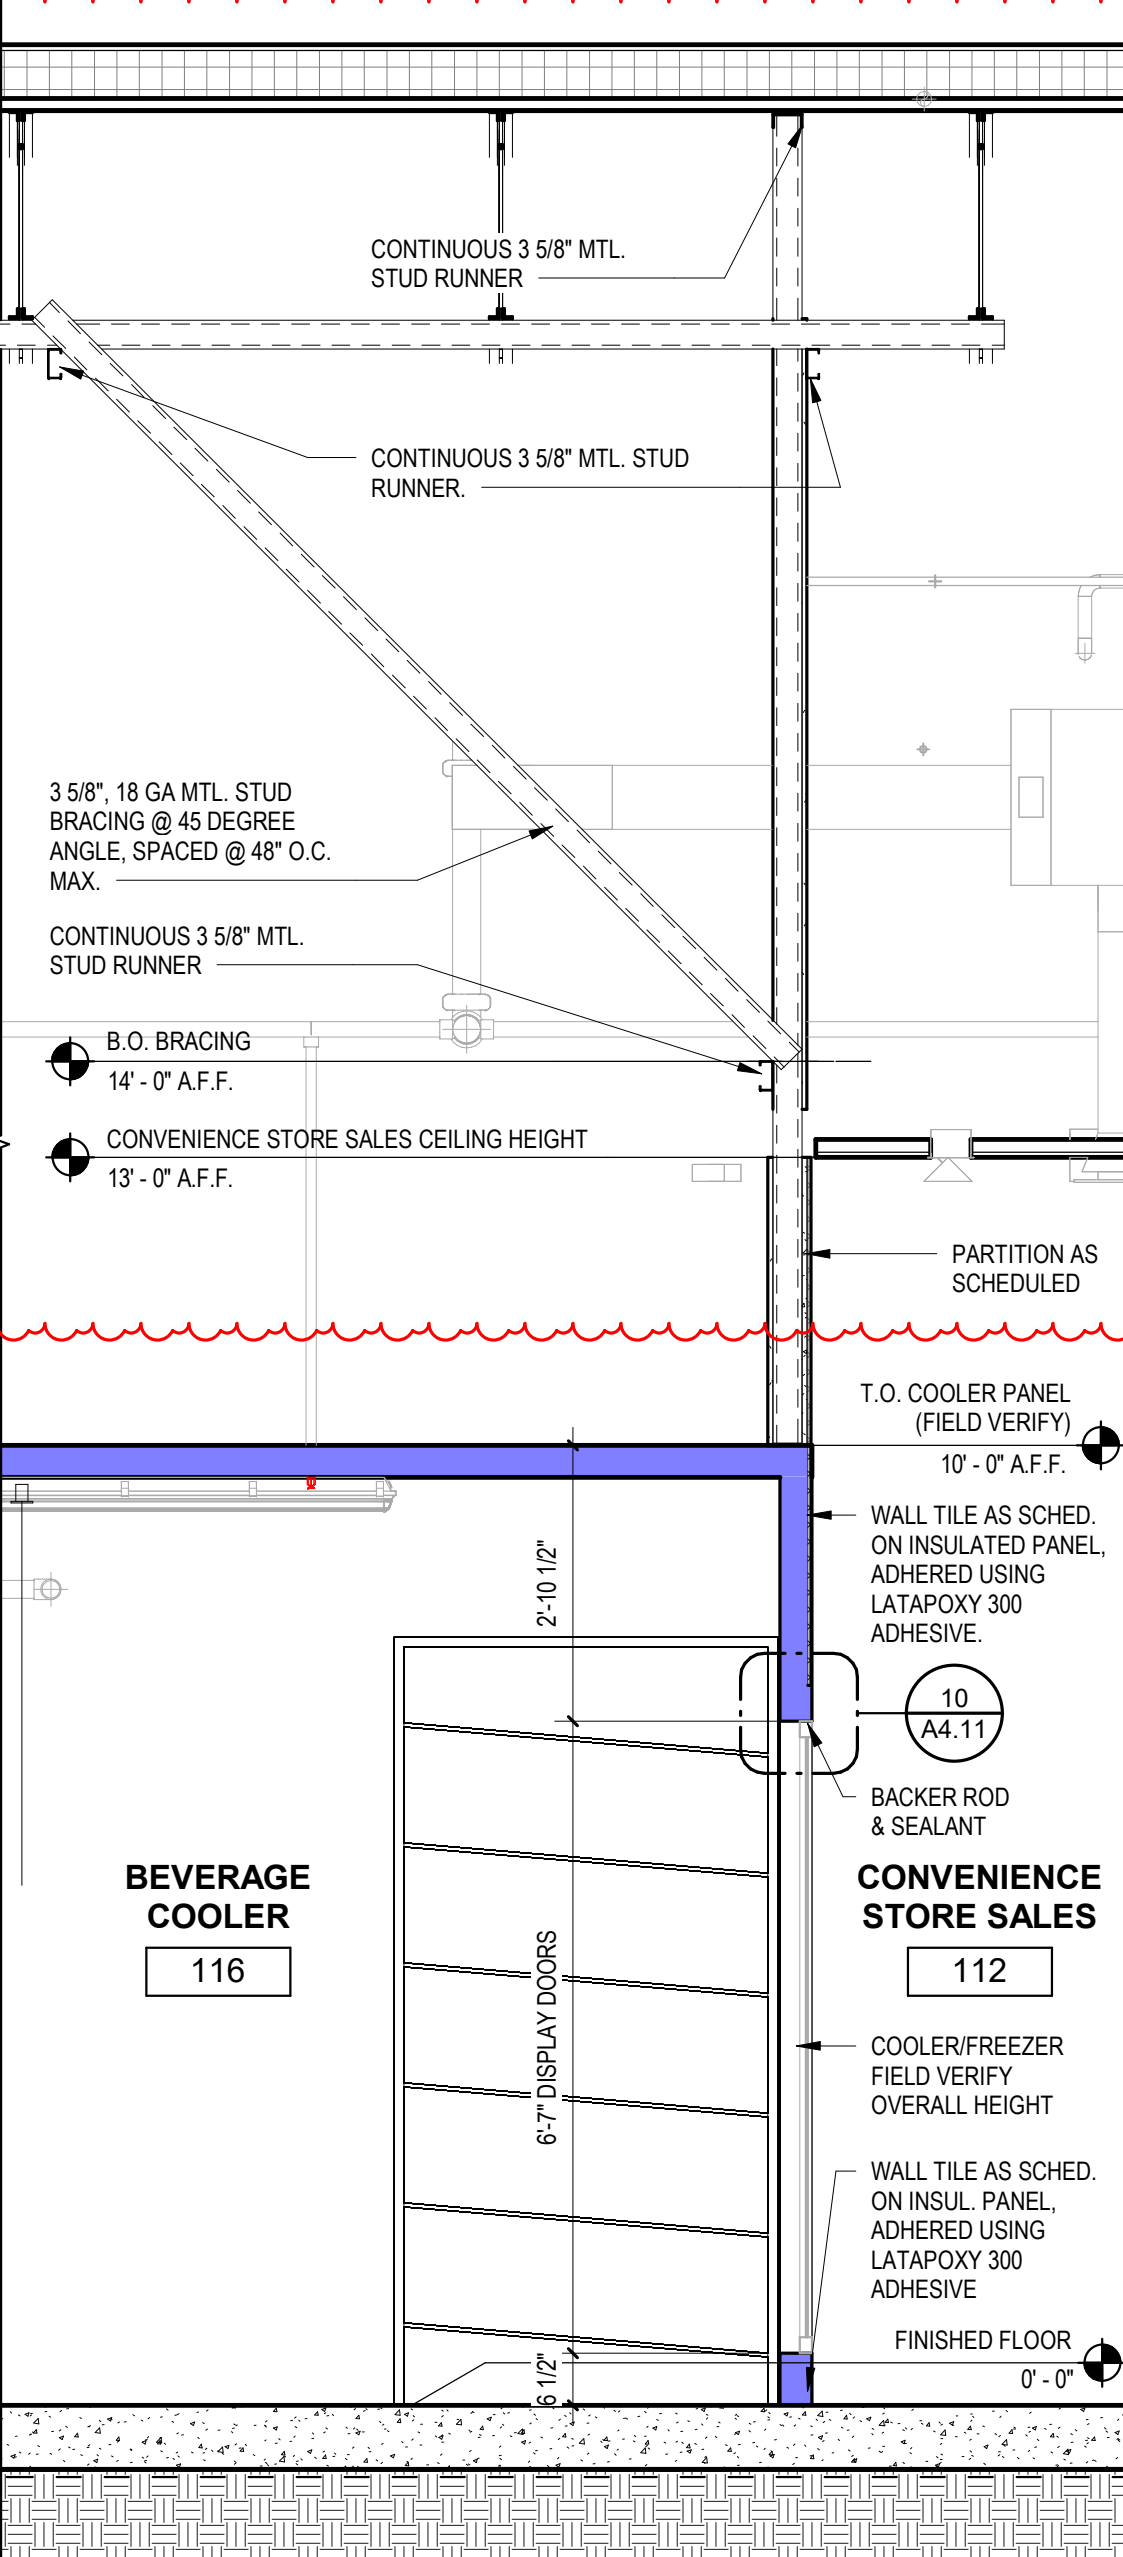 CONTINUOUS 3 5/8" MTL.
STUD RUNNER
CONTINUOUS 3 5/8" MTL. STUD
RUNNER.
3 5/8", 18 GA MTL. STUD
BRACING @ 45 DEGREE
ANGLE, SPACED @ 48" O.C.
MAX.
CONTINUOUS 3 5/8" MTL.
STUD RUNNER
B.O. BRACING
14' - 0" A.F.F.
CONVENIENCE STORE SALES CEILING HEIGHT
13' - 0" A.F.F.
PARTITION AS
SCHEDULED
T.O. COOLER PANEL
(FIELD VERIFY)
10' - 0" A.F.F.
WALL TILE AS SCHED.
ON INSULATED PANEL,
ADHERED USING
LATAPOXY 300
ADHESIVE.
2'-10 1/2"
10
A4.11
BACKER ROD
& SEALANT
BEVERAGE
COOLER
116
CONVENIENCE
STORE SALES
112
6'-7" DISPLAY DOORS
COOLER/FREEZER
FIELD VERIFY
OVERALL HEIGHT
WALL TILE AS SCHED.
ON INSUL. PANEL,
ADHERED USING
LATAPOXY 300
ADHESIVE
FINISHED FLOOR
0' - 0"
6 1/2"